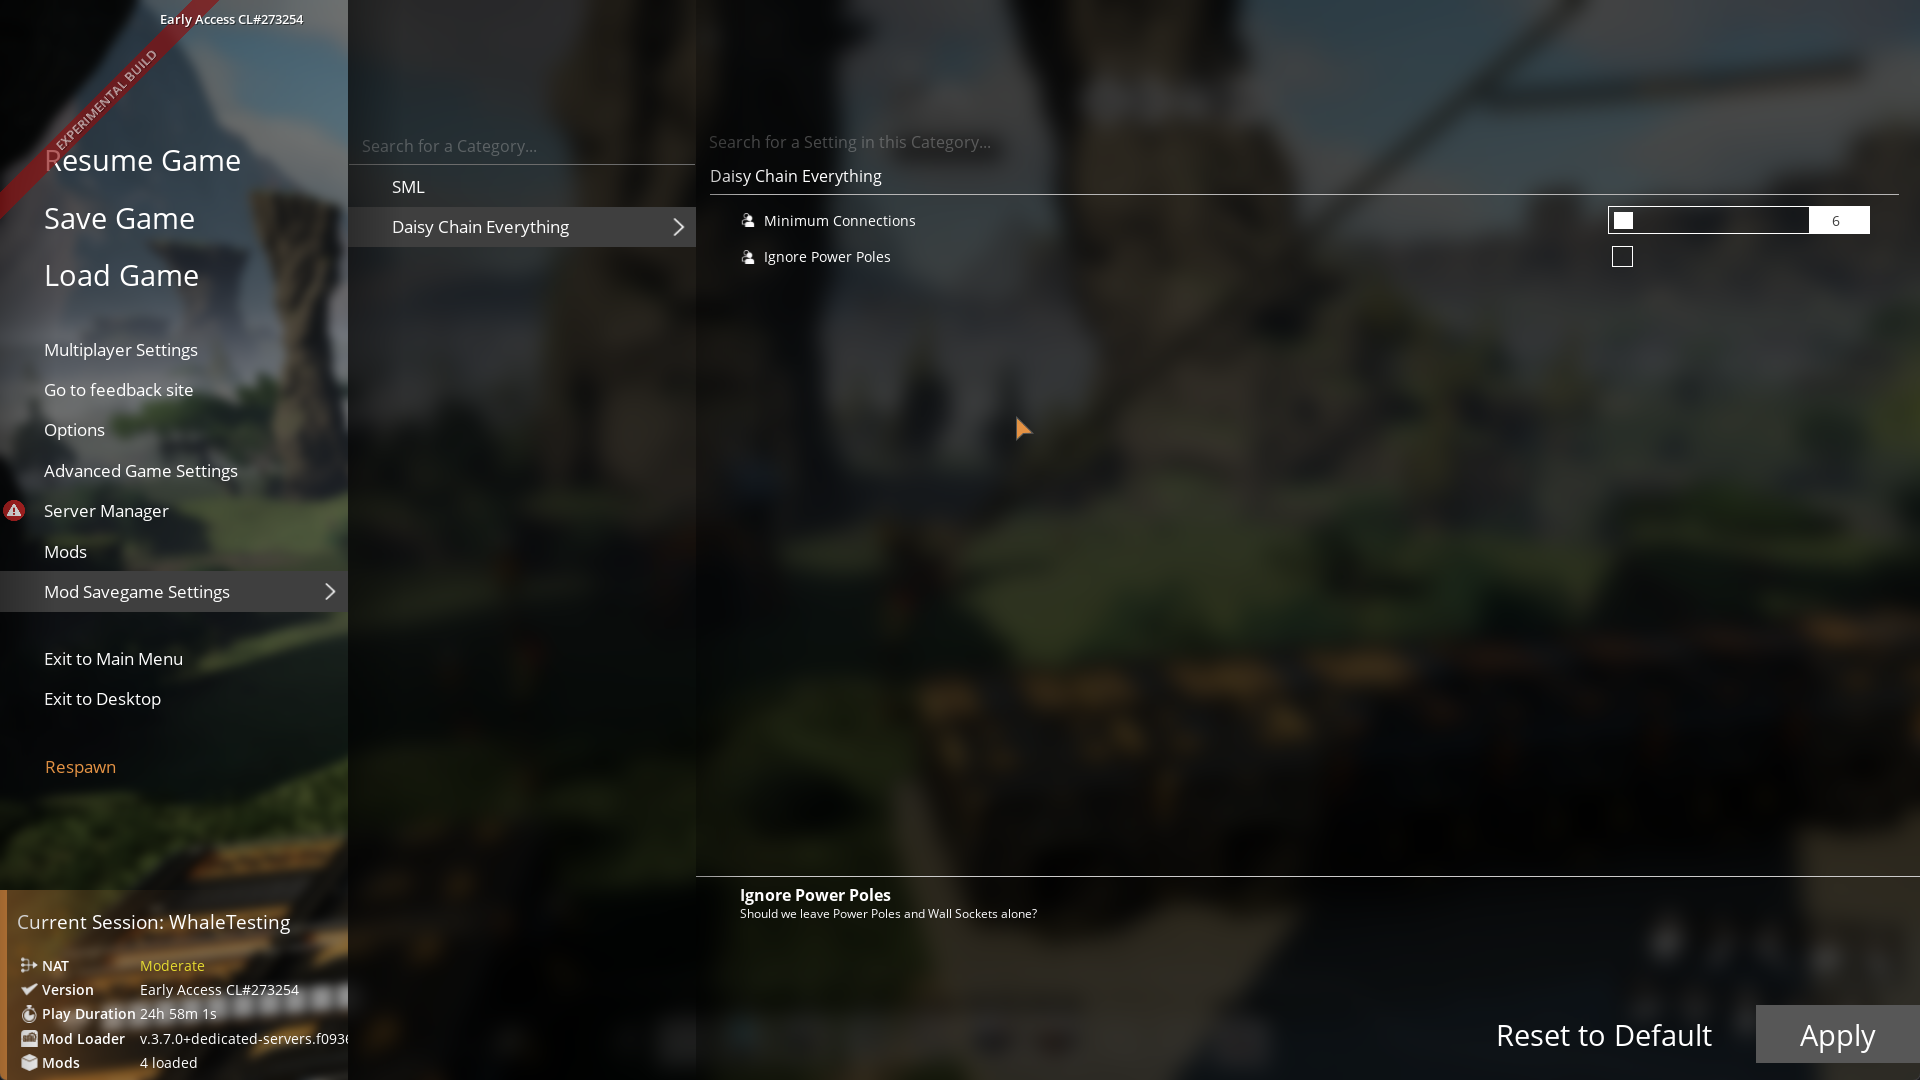 Early Access CL#273254
EXPERIMENTAL BUILD
Resume Game
Save Game
Load Game
Multiplayer Settings
Go to feedback site
Options
Advanced Game Settings
Server Manager
Mods
Mod Savegame Settings
Exit to Main Menu
Exit to Desktop
Respawn
Current Session: WhaleTesting
NAT Moderate
Version Early Access CL#273254
Play Duration 24h 58m 1s
Mod Loader v.3.7.0+dedicated-servers.f0936
Mods 4 loaded
Search for a Category...
SML
Daisy Chain Everything
Search for a Setting in this Category...
Daisy Chain Everything
Minimum Connections 6
Ignore Power Poles
Ignore Power Poles
Should we leave Power Poles and Wall Sockets alone?
Reset to Default
Apply